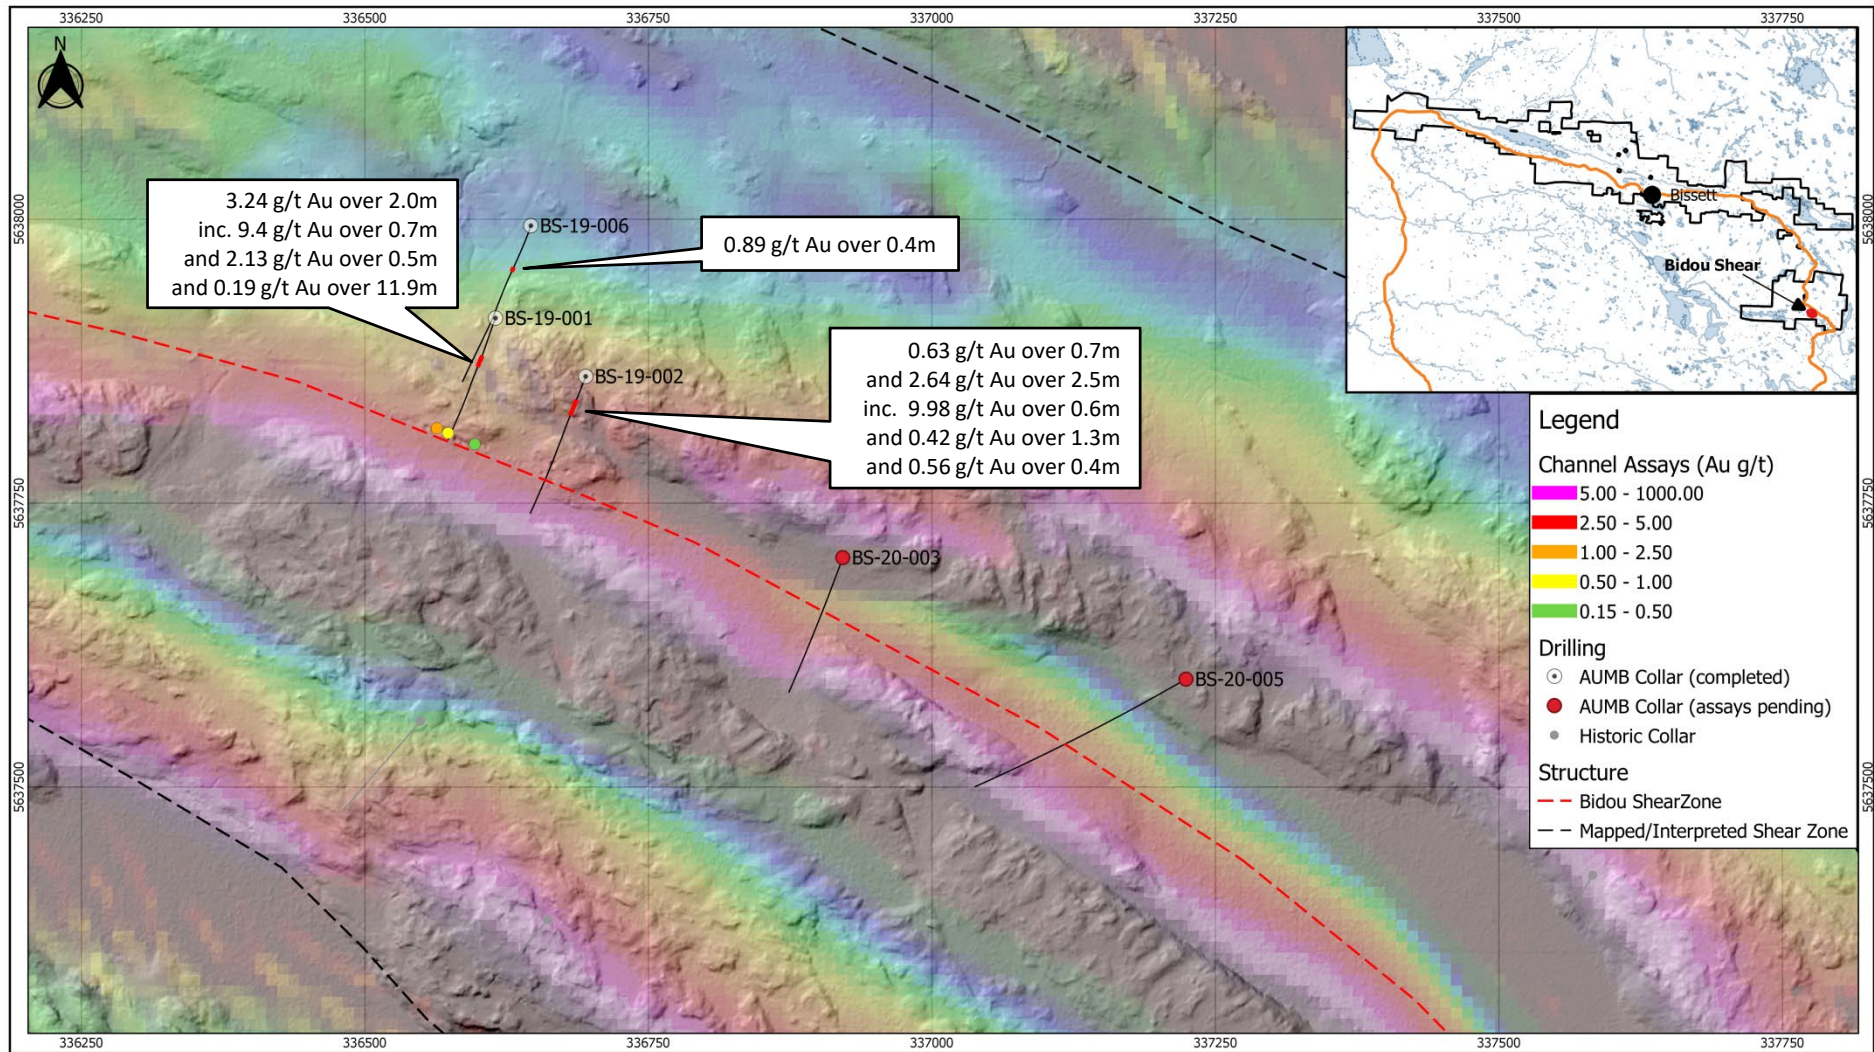 336250
336500
336750
337000
337250
337500
337750
N
5638000
5638000
3.24 g/t Au over 2.0m
inc. 9.4 g/t Au over 0.7m
and 2.13 g/t Au over 0.5m
and 0.19 g/t Au over 11.9m
BS-19-006
0.89 g/t Au over 0.4m
BS-19-001
BS-19-002
0.63 g/t Au over 0.7m
and 2.64 g/t Au over 2.5m
inc. 9.98 g/t Au over 0.6m
and 0.42 g/t Au over 1.3m
and 0.56 g/t Au over 0.4m
Bissett
Bidou Shear
5637750
5637750
BS-20-003
BS-20-005
5637500
5637500
Legend
Channel Assays (Au g/t)
5.00 - 1000.00
2.50 - 5.00
1.00 - 2.50
0.50 - 1.00
0.15 - 0.50
Drilling
AUMB Collar (completed)
AUMB Collar (assays pending)
Historic Collar
Structure
Bidou ShearZone
Mapped/Interpreted Shear Zone
336250
336500
336750
337000
337250
337500
337750